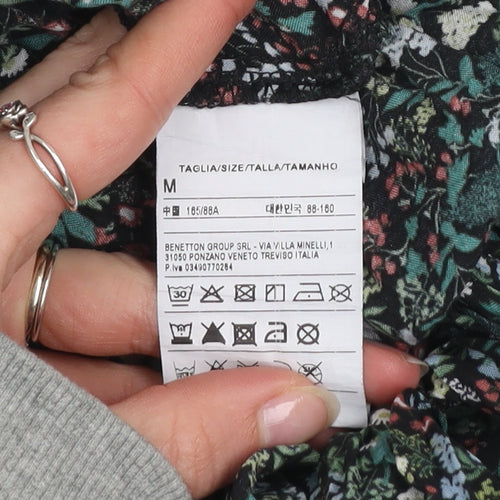 TAGLIA/SIZE/TALLA/TAMANHO
M
中国 165/88A 대한민국 88-160
BENETTON GROUP SRL - VIA VILLA MINELLI,1
31050 PONZANO VENETO TREVISO ITALIA
P.Iva 03490770264
30